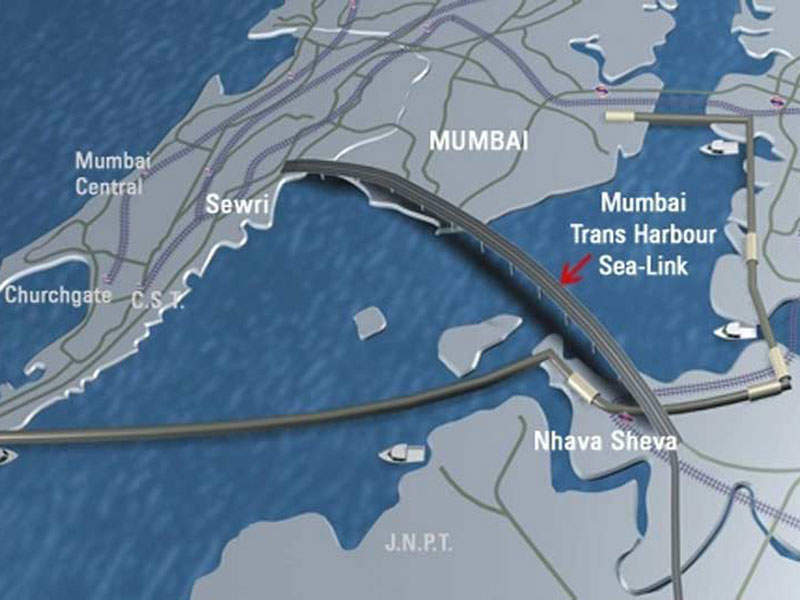 MUMBAI
Mumbai
Central
Sewri
Mumbai
Trans Harbour
Sea-Link
Churchgate
C.S.T.
Nhava Sheva
J.N.P.T.